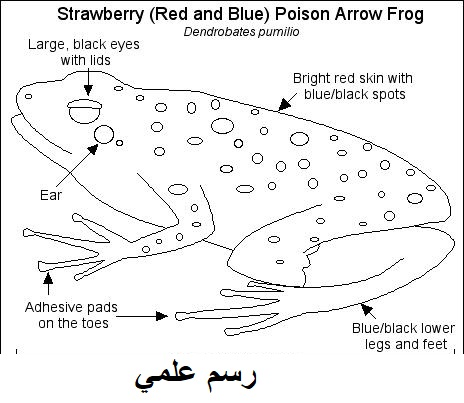 Strawberry (Red and Blue) Poison Arrow Frog
Dendrobates pumilio
Large, black eyes
with lids
Bright red skin with
blue/black spots
Ear
Adhesive pads
on the toes
Blue/black lower
legs and feet
رسم علمي